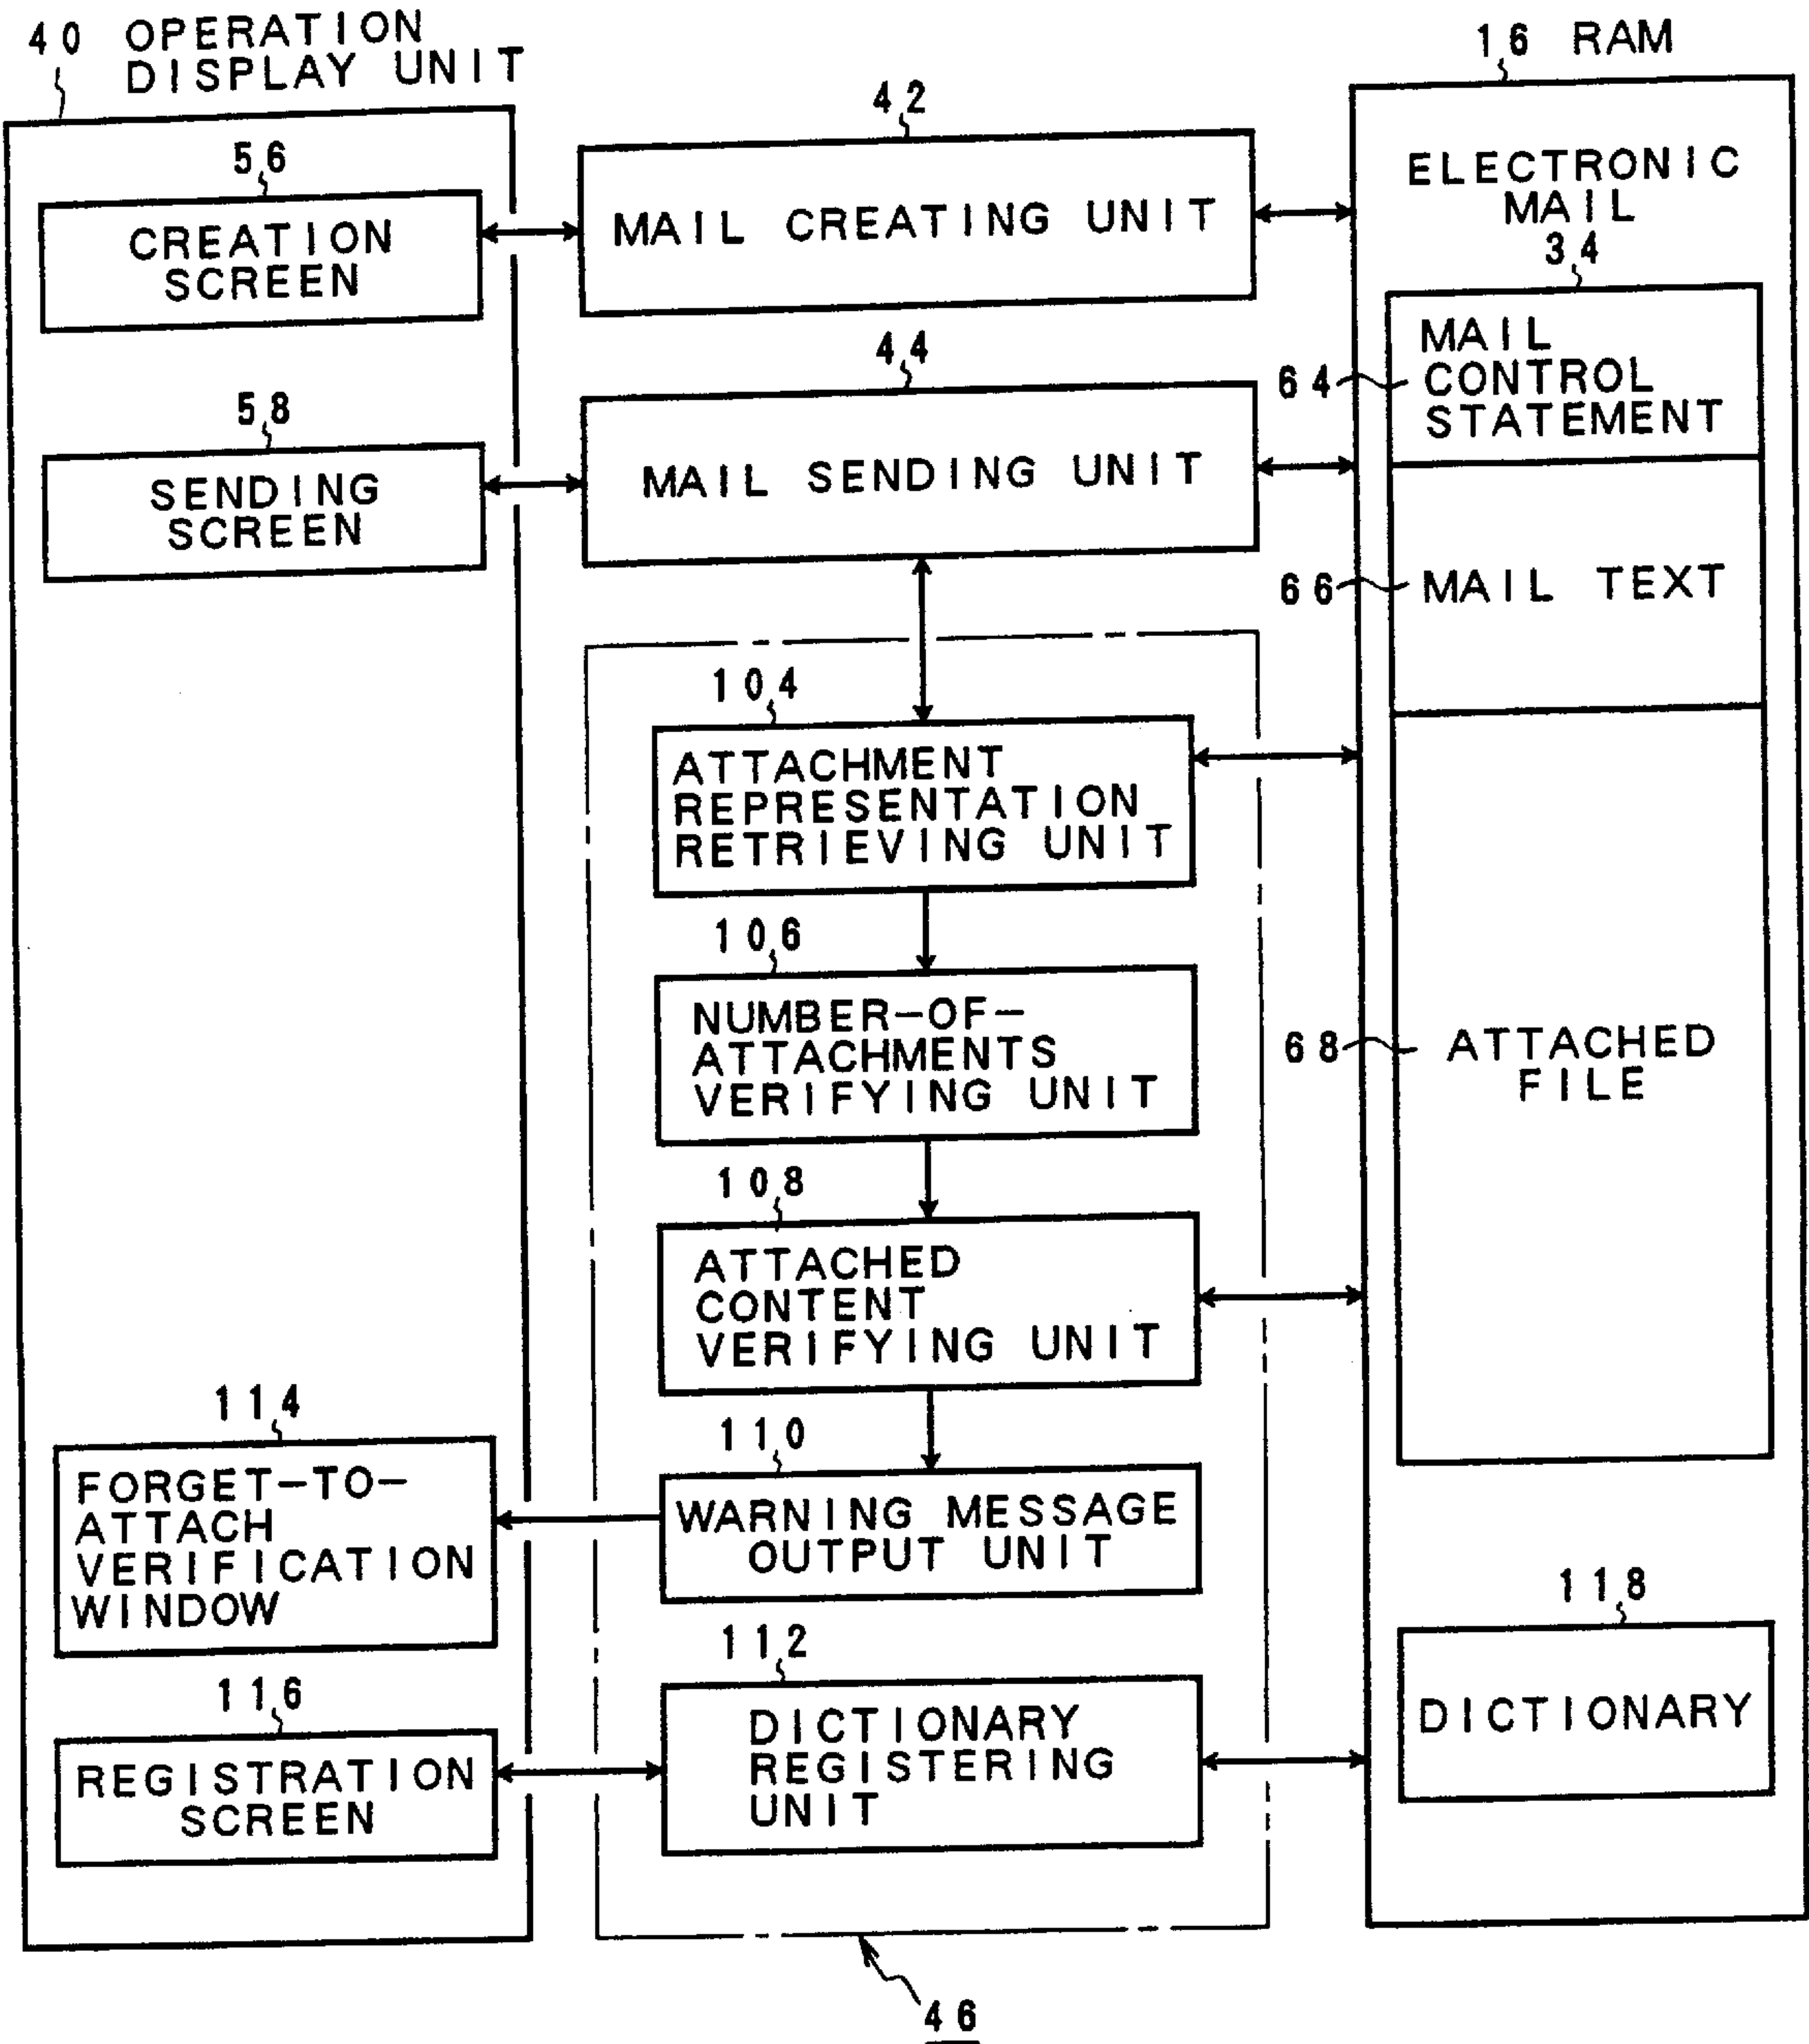 40 OPERATION
DISPLAY UNIT
56
CREATION
SCREEN
58
SENDING
SCREEN
114
FORGET-TO-
ATTACH
VERIFICATION
WINDOW
116
REGISTRATION
SCREEN
42
MAIL CREATING UNIT
44
MAIL SENDING UNIT
104
ATTACHMENT
REPRESENTATION
RETRIEVING UNIT
106
NUMBER-OF-
ATTACHMENTS
VERIFYING UNIT
108
ATTACHED
CONTENT
VERIFYING UNIT
110
WARNING MESSAGE
OUTPUT UNIT
112
DICTIONARY
REGISTERING
UNIT
46
16 RAM
ELECTRONIC
MAIL
34
MAIL
64 CONTROL
STATEMENT
66 MAIL TEXT
68 ATTACHED
FILE
118
DICTIONARY